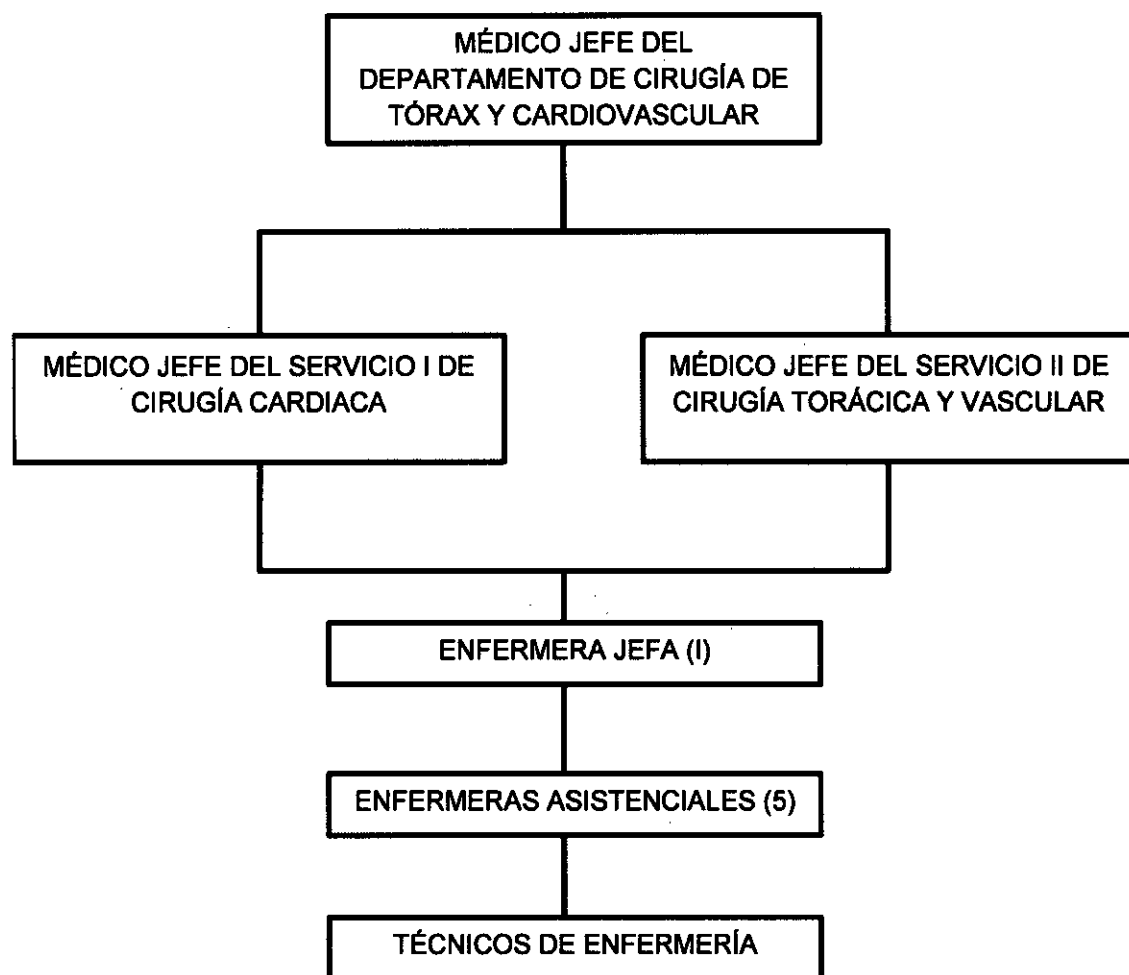 MÉDICO JEFE DEL
DEPARTAMENTO DE CIRUGÍA DE
TÓRAX Y CARDIOVASCULAR
MÉDICO JEFE DEL SERVICIO I DE
CIRUGÍA CARDIACA
MÉDICO JEFE DEL SERVICIO II DE
CIRUGÍA TORÁCICA Y VASCULAR
ENFERMERA JEFA (I)
ENFERMERAS ASISTENCIALES (5)
TÉCNICOS DE ENFERMERÍA